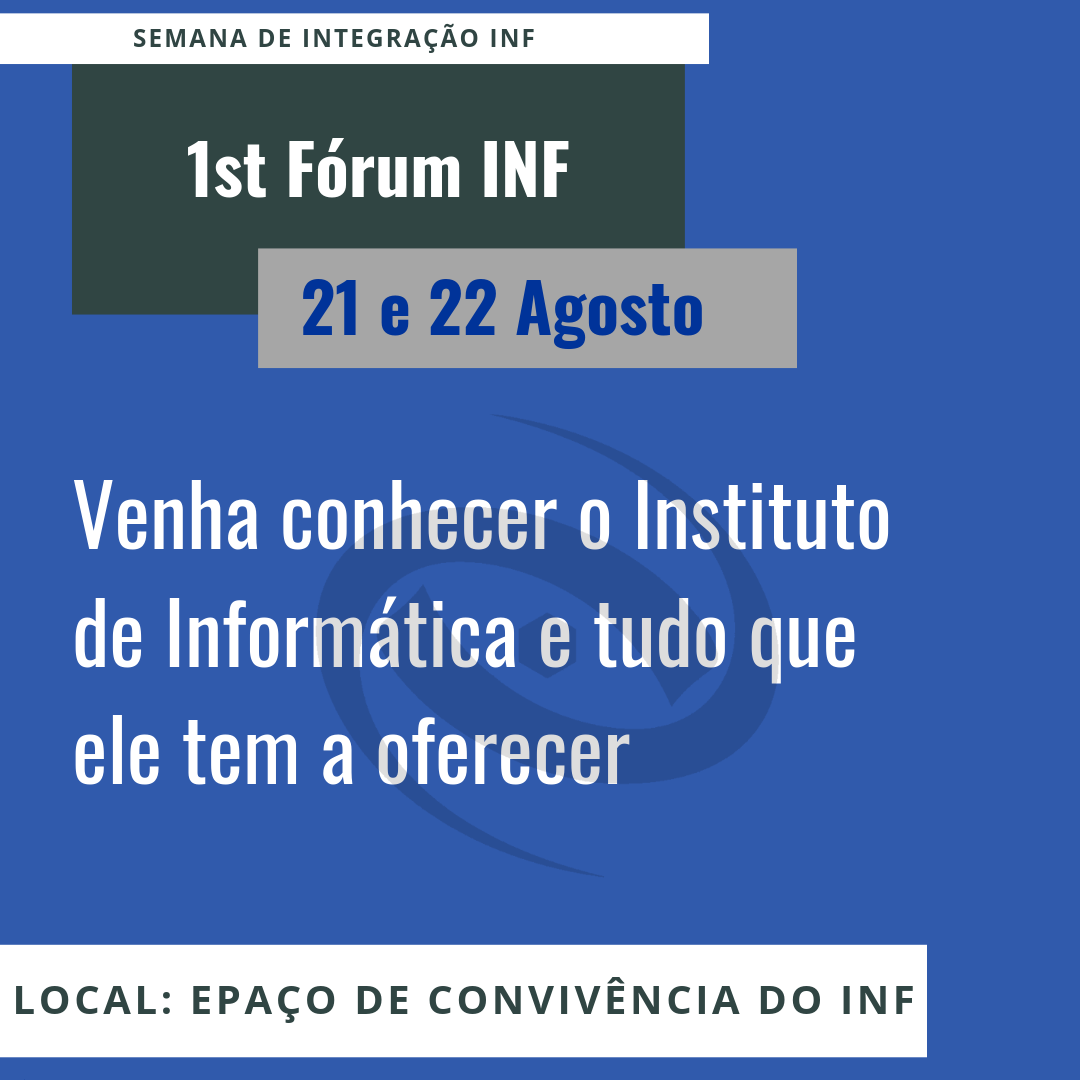 SEMANA DE INTEGRAÇÃO INF
1st Fórum INF
21 e 22 Agosto
Venha conhecer o Instituto
de Informática e tudo que
ele tem a oferecer
LOCAL: EPAÇO DE CONVIVÊNCIA DO INF